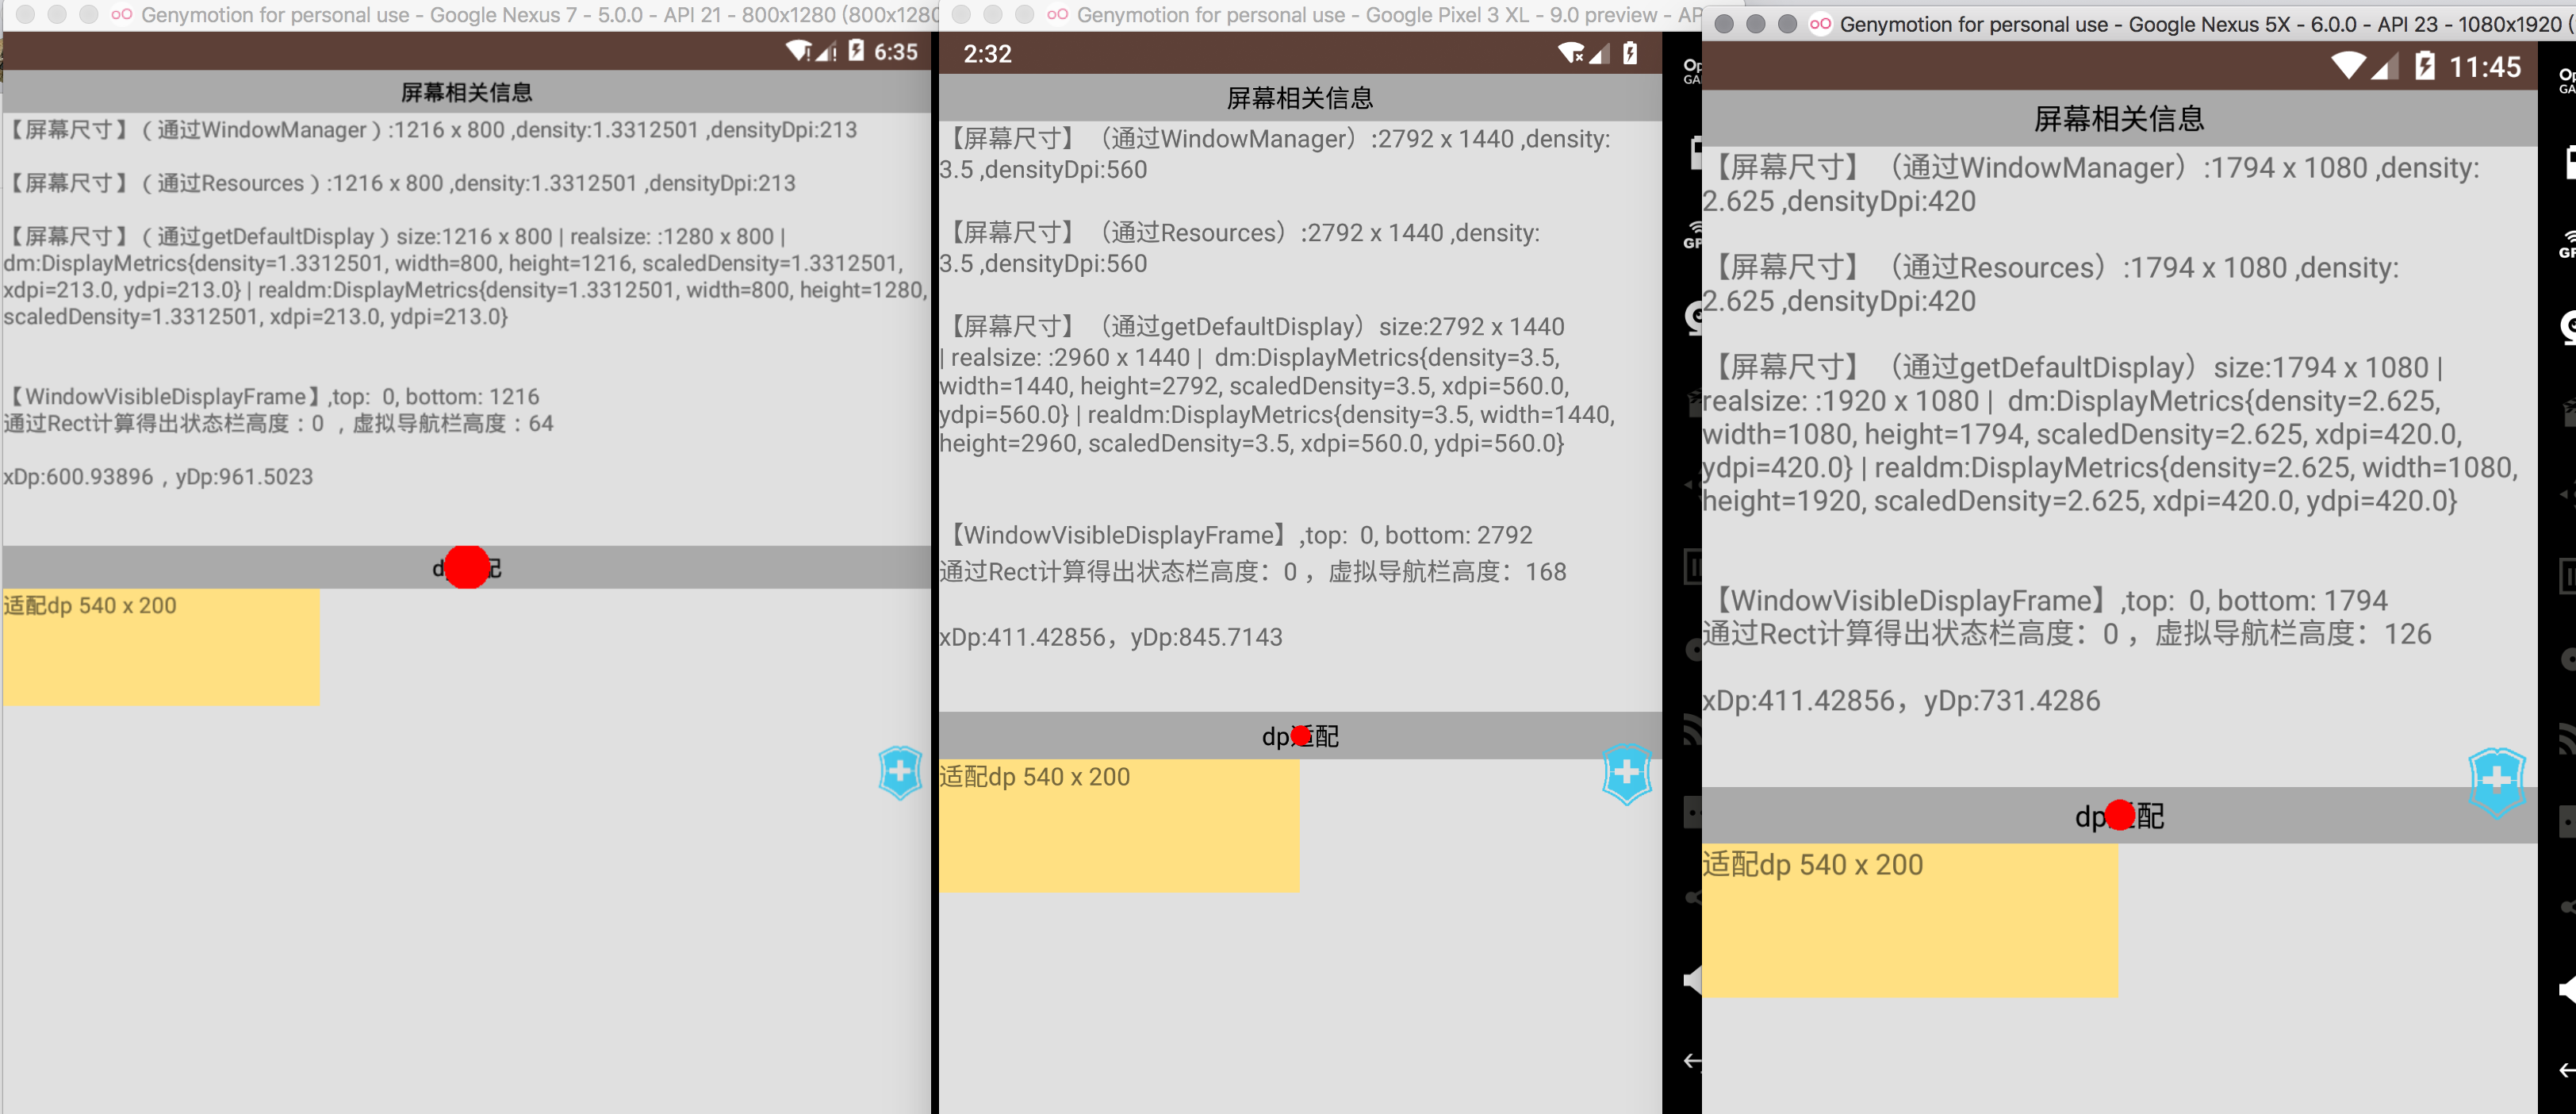 Genymotion for personal use - Google Nexus 7 - 5.0.0 - API 21 - 800x1280 (800x1280
6:35
屏幕相关信息
【屏幕尺寸】（通过WindowManager）:1216 x 800 ,density:1.3312501 ,densityDpi:213
【屏幕尺寸】（通过Resources）:1216 x 800 ,density:1.3312501 ,densityDpi:213
【屏幕尺寸】（通过getDefaultDisplay）size:1216 x 800 | realsize: :1280 x 800 |
dm:DisplayMetrics{density=1.3312501, width=800, height=1216, scaledDensity=1.3312501,
xdpi=213.0, ydpi=213.0} | realdm:DisplayMetrics{density=1.3312501, width=800, height=1280,
scaledDensity=1.3312501, xdpi=213.0, ydpi=213.0}
【WindowVisibleDisplayFrame】,top:  0, bottom: 1216
通过Rect计算得出状态栏高度：0 ，虚拟导航栏高度：64
xDp:600.93896，yDp:961.5023
配
适配dp 540 x 200
Genymotion for personal use - Google Pixel 3 XL - 9.0 preview - AP
2:32
屏幕相关信息
【屏幕尺寸】（通过WindowManager）:2792 x 1440 ,density:
3.5 ,densityDpi:560
【屏幕尺寸】（通过Resources）:2792 x 1440 ,density:
3.5 ,densityDpi:560
【屏幕尺寸】（通过getDefaultDisplay）size:2792 x 1440
| realsize: :2960 x 1440 |  dm:DisplayMetrics{density=3.5,
width=1440, height=2792, scaledDensity=3.5, xdpi=560.0,
ydpi=560.0} | realdm:DisplayMetrics{density=3.5, width=1440,
height=2960, scaledDensity=3.5, xdpi=560.0, ydpi=560.0}
【WindowVisibleDisplayFrame】,top:  0, bottom: 2792
通过Rect计算得出状态栏高度：0 ，虚拟导航栏高度：168
xDp:411.42856，yDp:845.7143
dp适配
适配dp 540 x 200
Genymotion for personal use - Google Nexus 5X - 6.0.0 - API 23 - 1080x1920 (
11:45
屏幕相关信息
【屏幕尺寸】（通过WindowManager）:1794 x 1080 ,density:
2.625 ,densityDpi:420
【屏幕尺寸】（通过Resources）:1794 x 1080 ,density:
2.625 ,densityDpi:420
【屏幕尺寸】（通过getDefaultDisplay）size:1794 x 1080 |
realsize: :1920 x 1080 |  dm:DisplayMetrics{density=2.625,
width=1080, height=1794, scaledDensity=2.625, xdpi=420.0,
ydpi=420.0} | realdm:DisplayMetrics{density=2.625, width=1080,
height=1920, scaledDensity=2.625, xdpi=420.0, ydpi=420.0}
【WindowVisibleDisplayFrame】,top:  0, bottom: 1794
通过Rect计算得出状态栏高度：0 ，虚拟导航栏高度：126
xDp:411.42856，yDp:731.4286
dp适配
适配dp 540 x 200